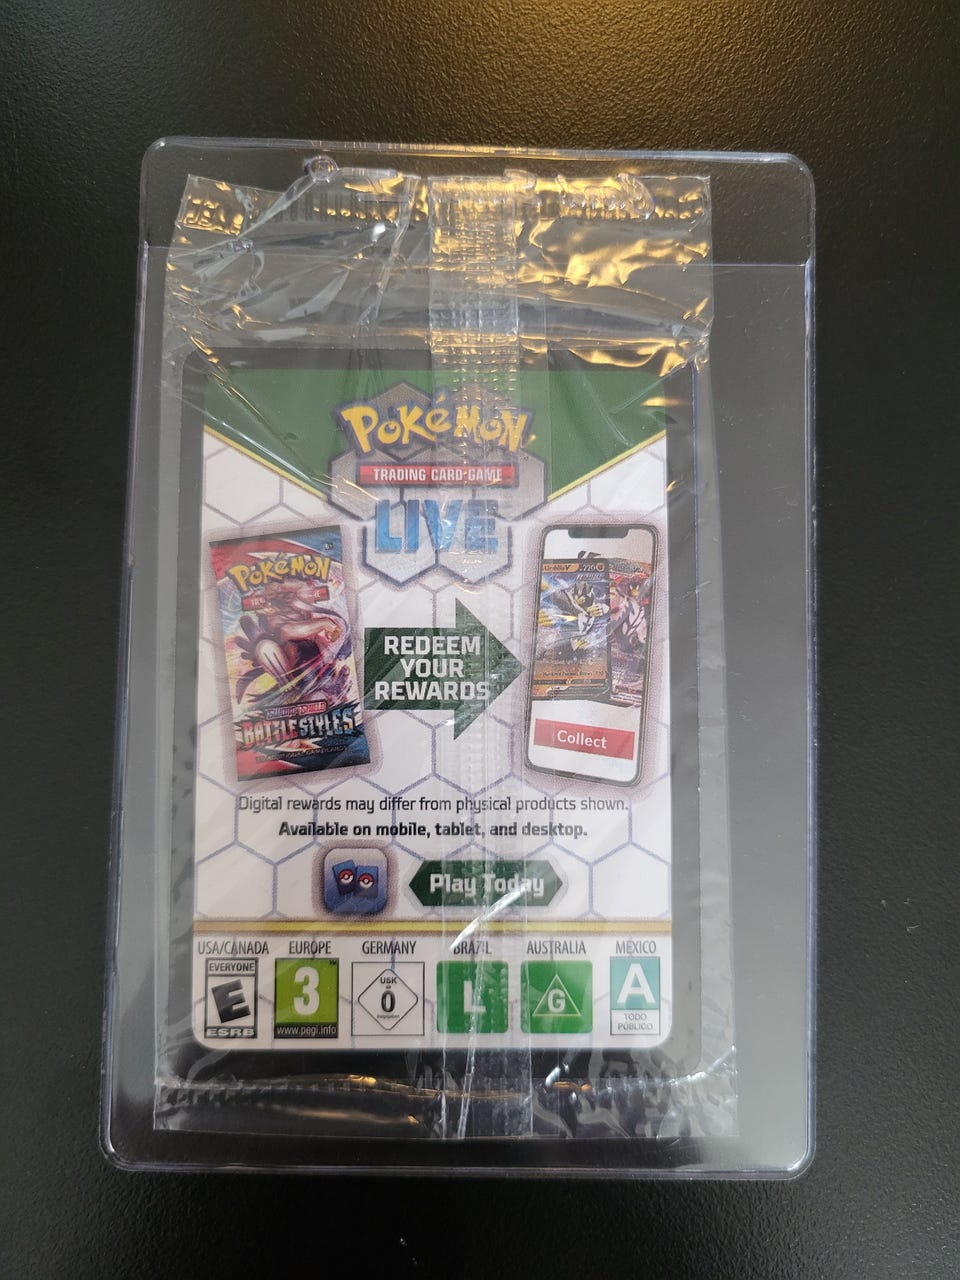 POKéMON
TRADING CARD GAME
LIVE
POKéMON
BATTLE STYLES
REDEEM
YOUR
REWARDS
Collect
Digital rewards may differ from physical products shown.
Available on mobile, tablet, and desktop.
Play Today
USA/CANADA EUROPE GERMANY BRAZIL AUSTRALIA MEXICO
EVERYONE
E
ESRB
3
www.pegi.info
USK
0
L
G
A
TODO
PÚBLICO